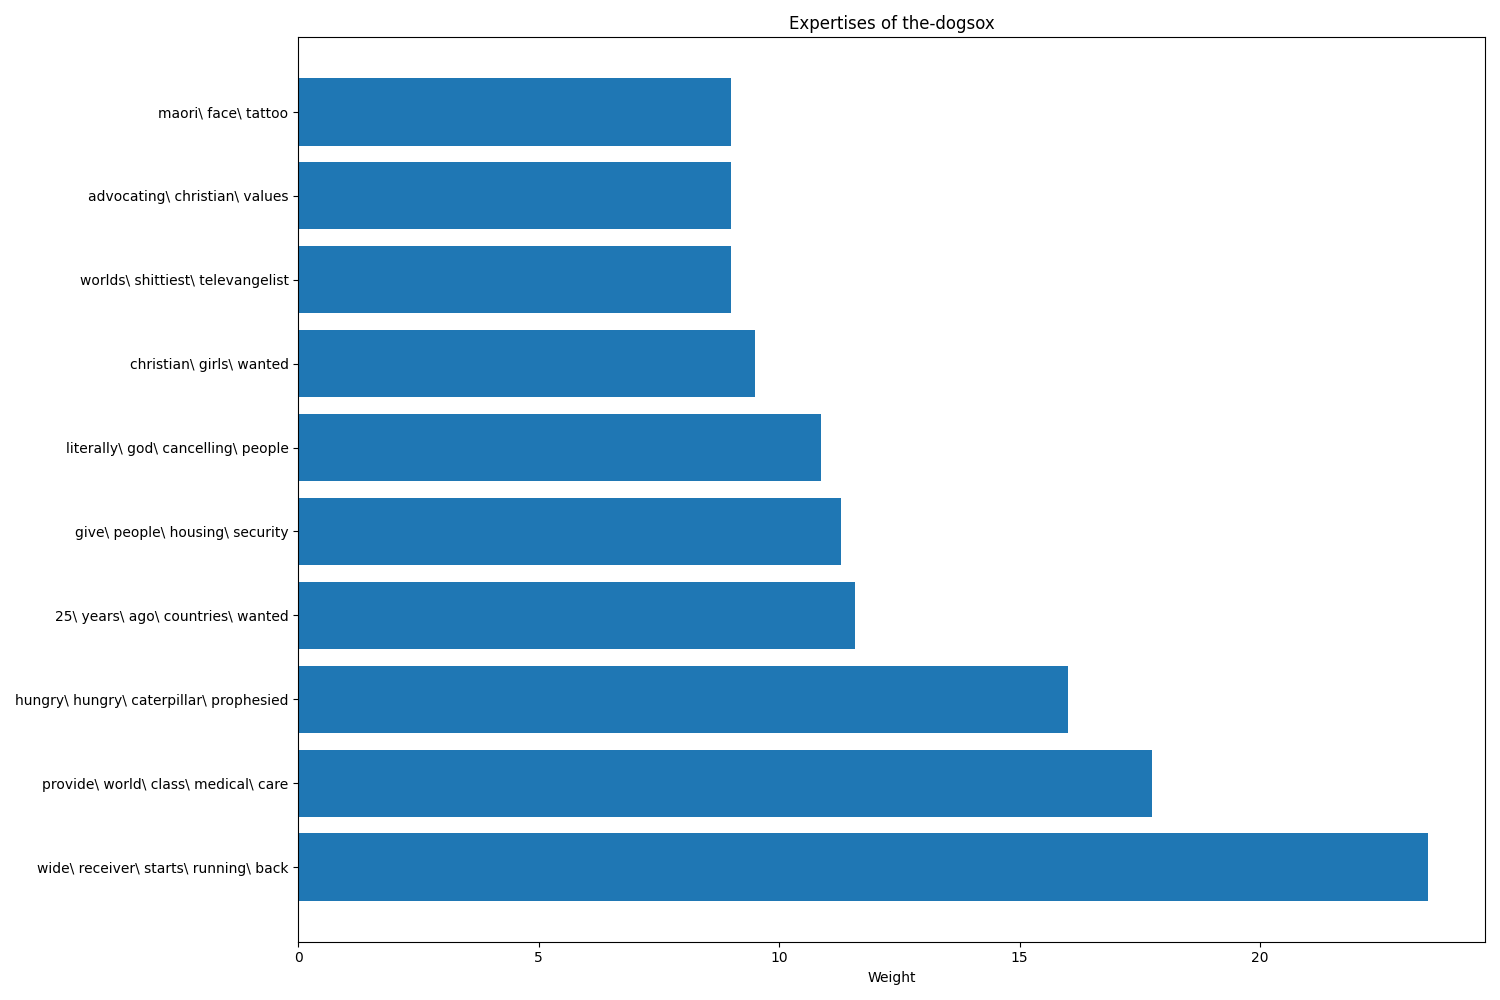 Expertises of the-dogsox
maori\ face\ tattoo
advocating\ christian\ values
worlds\ shittiest\ televangelist
christian\ girls\ wanted
literally\ god\ cancelling\ people
give\ people\ housing\ security
25\ years\ ago\ countries\ wanted
hungry\ hungry\ caterpillar\ prophesied
provide\ world\ class\ medical\ care
wide\ receiver\ starts\ running\ back
0 5 10 15 20
Weight